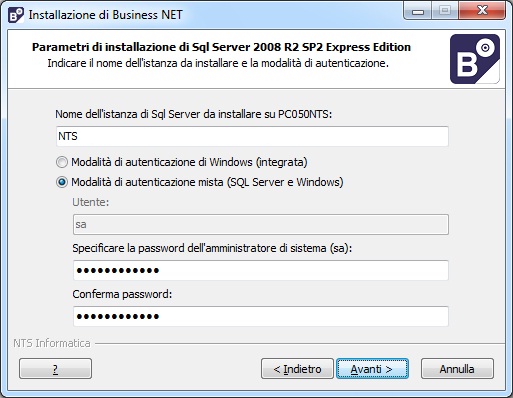 Installazione di Business NET
Parametri di installazione di Sql Server 2008 R2 SP2 Express Edition
Indicare il nome dell'istanza da installare e la modalità di autenticazione.
B
Nome dell'istanza di Sql Server da installare su PC050NTS:
NTS
Modalità di autenticazione di Windows (integrata)
Modalità di autenticazione mista (SQL Server e Windows)
Utente:
sa
Specificare la password dell'amministratore di sistema (sa):
●●●●●●●●●●●●
Conferma password:
●●●●●●●●●●●●
NTS Informatica
?
< Indietro
Avanti >
Annulla